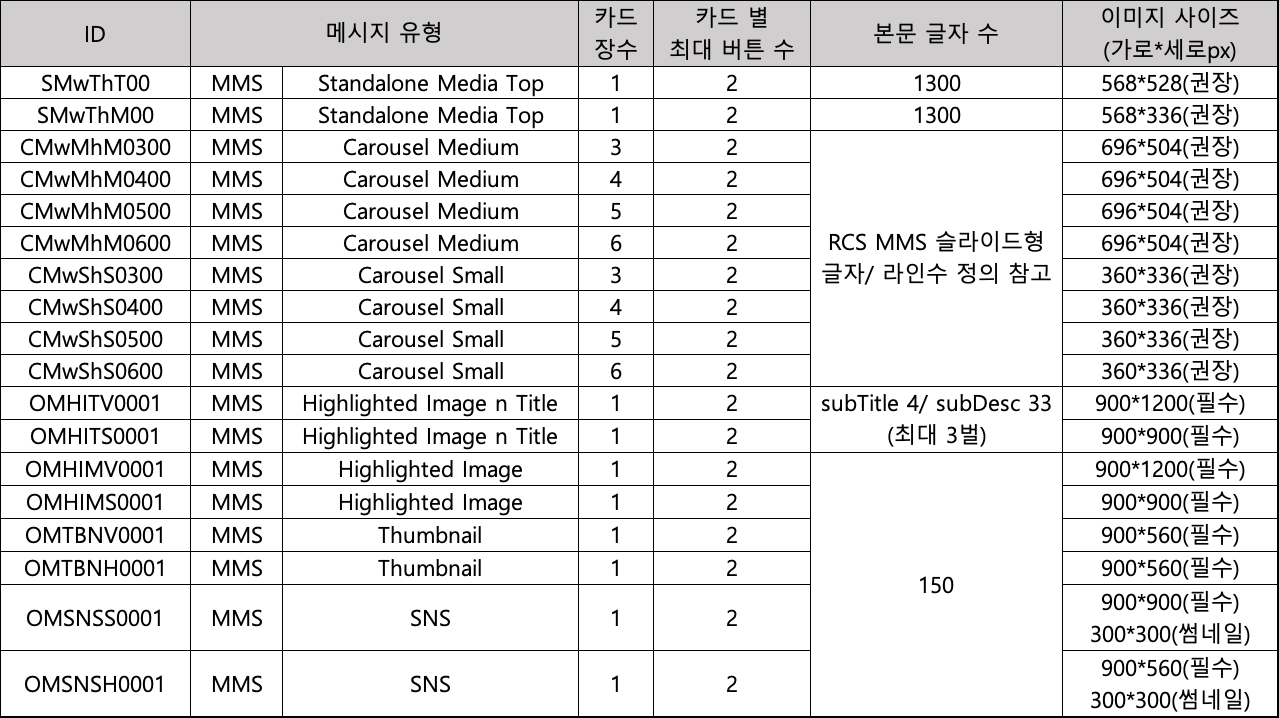 ID 메시지 유형 카드 장수 카드 별 최대 버튼 수 본문 글자 수 이미지 사이즈 (가로*세로px)
SMwThT00 MMS Standalone Media Top 1 2 1300 568*528(권장)
SMwThM00 MMS Standalone Media Top 1 2 1300 568*336(권장)
CMwMhM0300 MMS Carousel Medium 3 2 RCS MMS 슬라이드형 글자/ 라인수 정의 참고 696*504(권장)
CMwMhM0400 MMS Carousel Medium 4 2 696*504(권장)
CMwMhM0500 MMS Carousel Medium 5 2 696*504(권장)
CMwMhM0600 MMS Carousel Medium 6 2 696*504(권장)
CMwShS0300 MMS Carousel Small 3 2 360*336(권장)
CMwShS0400 MMS Carousel Small 4 2 360*336(권장)
CMwShS0500 MMS Carousel Small 5 2 360*336(권장)
CMwShS0600 MMS Carousel Small 6 2 360*336(권장)
OMHITV0001 MMS Highlighted Image n Title 1 2 subTitle 4/ subDesc 33 (최대 3벌) 900*1200(필수)
OMHITS0001 MMS Highlighted Image n Title 1 2 900*900(필수)
OMHIMV0001 MMS Highlighted Image 1 2 150 900*1200(필수)
OMHIMS0001 MMS Highlighted Image 1 2 900*900(필수)
OMTBNV0001 MMS Thumbnail 1 2 900*560(필수)
OMTBNH0001 MMS Thumbnail 1 2 900*560(필수)
OMSNSS0001 MMS SNS 1 2 900*900(필수) 300*300(썸네일)
OMSNSH0001 MMS SNS 1 2 900*560(필수) 300*300(썸네일)